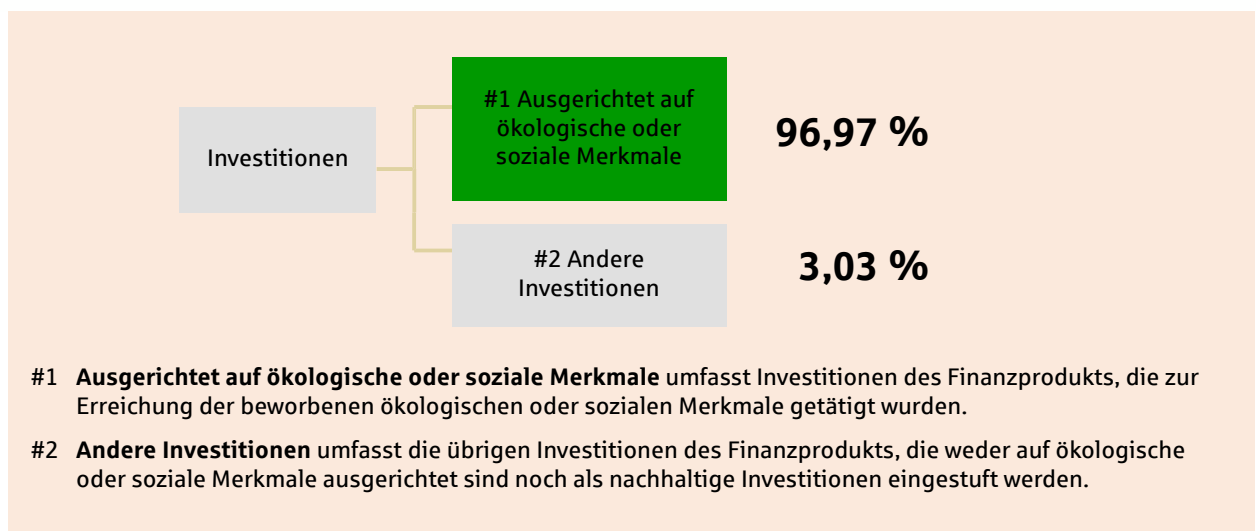 #1 Ausgerichtet auf
ökologische oder
soziale Merkmale
96,97 %
Investitionen
#2 Andere
Investitionen
3,03 %
#1 Ausgerichtet auf ökologische oder soziale Merkmale umfasst Investitionen des Finanzprodukts, die zur
Erreichung der beworbenen ökologischen oder sozialen Merkmale getätigt wurden.
#2 Andere Investitionen umfasst die übrigen Investitionen des Finanzprodukts, die weder auf ökologische
oder soziale Merkmale ausgerichtet sind noch als nachhaltige Investitionen eingestuft werden.